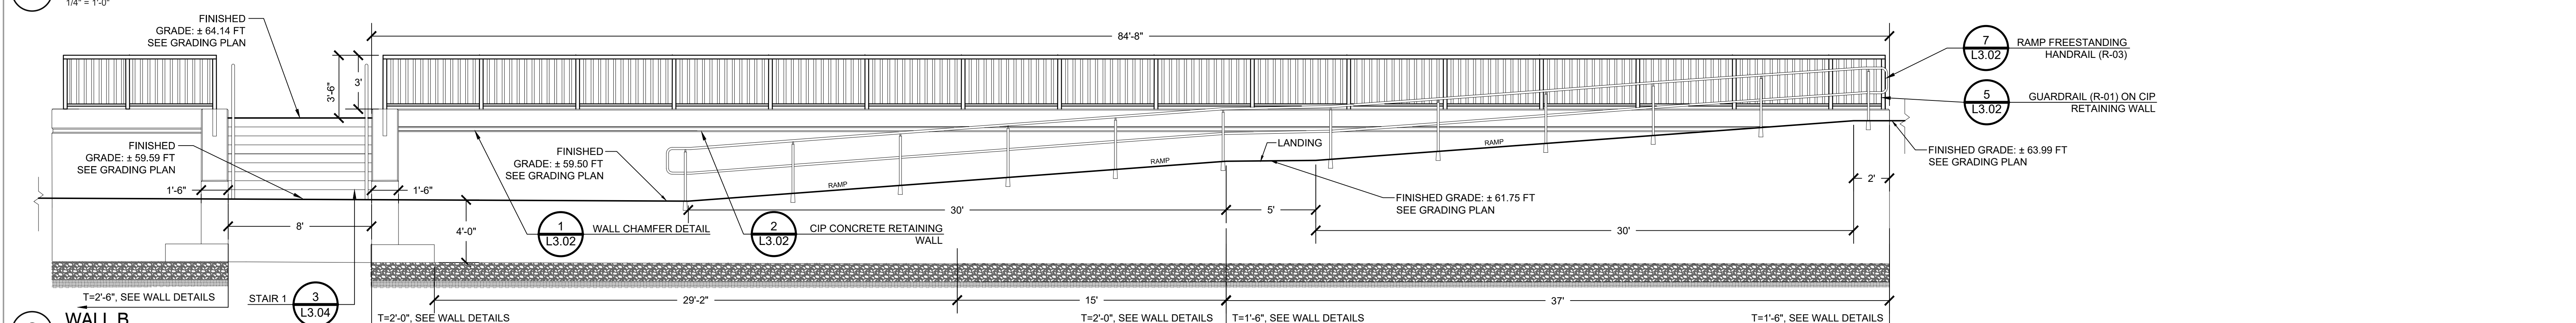 1/4" = 1'-0"
FINISHED
GRADE: ± 64.14 FT
SEE GRADING PLAN
84'-8"
7
L3.02
RAMP FREESTANDING
HANDRAIL (R-03)
3'-6"
3'
5
L3.02
GUARDRAIL (R-01) ON CIP
RETAINING WALL
FINISHED
GRADE: ± 59.59 FT
SEE GRADING PLAN
FINISHED
GRADE: ± 59.50 FT
SEE GRADING PLAN
LANDING
RAMP
RAMP
RAMP
FINISHED GRADE: ± 63.99 FT
SEE GRADING PLAN
1'-6"
1'-6"
2'
FINISHED GRADE: ± 61.75 FT
SEE GRADING PLAN
30'
5'
8'
4'-0"
1
L3.02
WALL CHAMFER DETAIL
2
L3.02
CIP CONCRETE RETAINING
WALL
30'
T=2'-6", SEE WALL DETAILS
STAIR 1
3
L3.04
29'-2"
15'
37'
WALL B
T=2'-0", SEE WALL DETAILS
T=2'-0", SEE WALL DETAILS
T=1'-6", SEE WALL DETAILS
T=1'-6", SEE WALL DETAILS